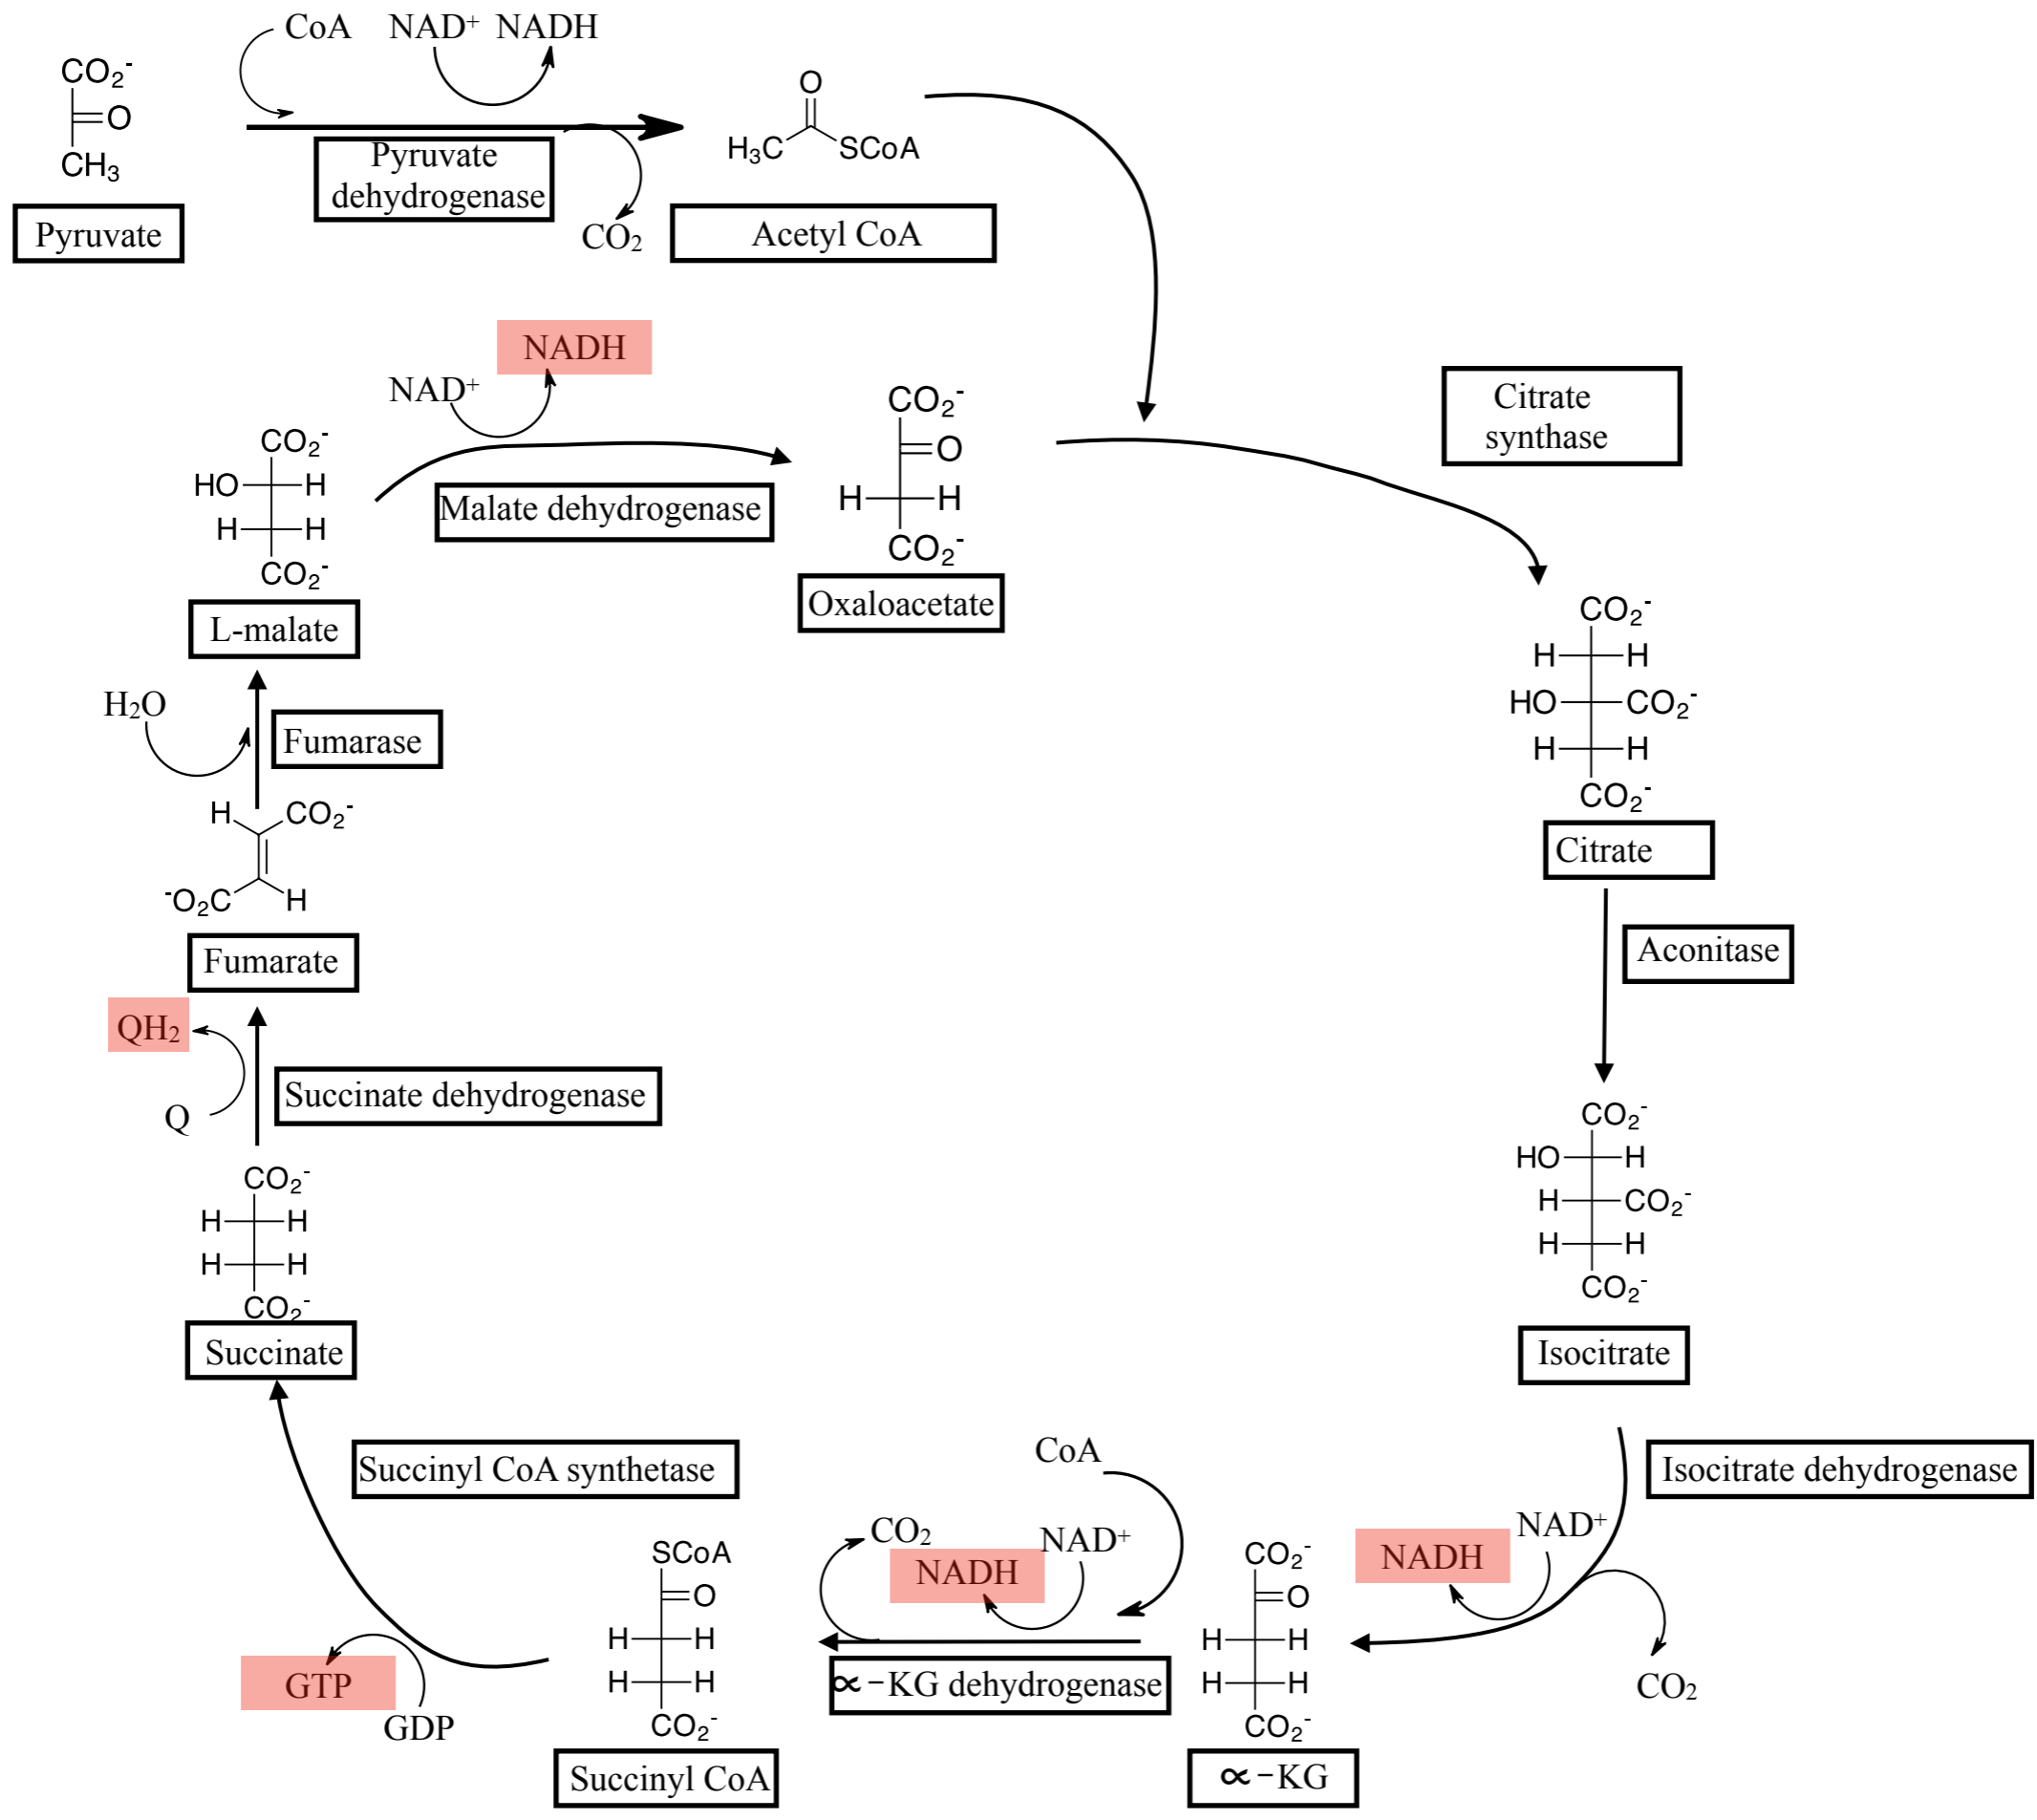 CoA NAD⁺ NADH
CO₂⁻
O
CH₃
Pyruvate
Pyruvate
dehydrogenase
CO₂
O
H₃C SCoA
Acetyl CoA
NADH
NAD⁺
CO₂⁻
HO H
H H
CO₂⁻
L-malate
Malate dehydrogenase
CO₂⁻
O
H H
CO₂⁻
Oxaloacetate
Citrate
synthase
CO₂⁻
H H
HO CO₂⁻
H H
CO₂⁻
Citrate
Aconitase
H₂O
Fumarase
H CO₂⁻
⁻O₂C H
Fumarate
QH₂
Q
Succinate dehydrogenase
CO₂⁻
H H
H H
CO₂⁻
Succinate
CO₂⁻
HO H
H CO₂⁻
H H
CO₂⁻
Isocitrate
Isocitrate dehydrogenase
NAD⁺
NADH
CO₂
CO₂⁻
O
H H
H H
CO₂⁻
∝-KG
CoA
NAD⁺
NADH
CO₂
∝-KG dehydrogenase
SCoA
O
H H
H H
CO₂⁻
Succinyl CoA
Succinyl CoA synthetase
GTP
GDP